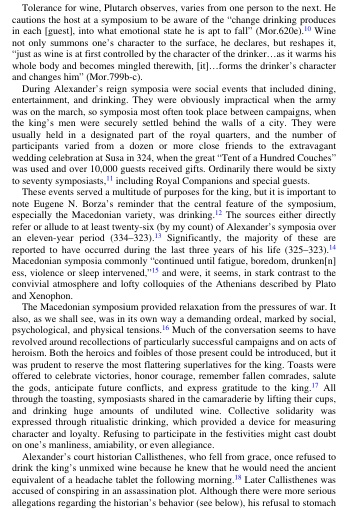 Tolerance for wine, Plutarch observes, varies from one person to the next. He
cautions the host at a symposium to be aware of the “change drinking produces
in each [guest], into what emotional state he is apt to fall” (Mor.620e).10 Wine
not only summons one's character to the surface, he declares, but reshapes it,
“just as wine is at first controlled by the character of the drinker…as it warms his
whole body and becomes mingled therewith, [it]…forms the drinker's character
and changes him” (Mor.799b-c).
During Alexander's reign symposia were social events that included dining,
entertainment, and drinking. They were obviously impractical when the army
was on the march, so symposia most often took place between campaigns, when
the king's men were securely settled behind the walls of a city. They were
usually held in a designated part of the royal quarters, and the number of
participants varied from a dozen or more close friends to the extravagant
wedding celebration at Susa in 324, when the great “Tent of a Hundred Couches”
was used and over 10,000 guests received gifts. Ordinarily there would be sixty
to seventy symposiasts,11 including Royal Companions and special guests.
These events served a multitude of purposes for the king, but it is important to
note Eugene N. Borza's reminder that the central feature of the symposium,
especially the Macedonian variety, was drinking.12 The sources either directly
refer or allude to at least twenty-six (by my count) of Alexander's symposia over
an eleven-year period (334–323).13 Significantly, the majority of these are
reported to have occurred during the last three years of his life (325–323).14
Macedonian symposia commonly “continued until fatigue, boredom, drunken[n]
ess, violence or sleep intervened,”15 and were, it seems, in stark contrast to the
convivial atmosphere and lofty colloquies of the Athenians described by Plato
and Xenophon.
The Macedonian symposium provided relaxation from the pressures of war. It
also, as we shall see, was in its own way a demanding ordeal, marked by social,
psychological, and physical tensions.16 Much of the conversation seems to have
revolved around recollections of particularly successful campaigns and on acts of
heroism. Both the heroics and foibles of those present could be introduced, but it
was prudent to reserve the most flattering superlatives for the king. Toasts were
offered to celebrate victories, honor courage, remember fallen comrades, salute
the gods, anticipate future conflicts, and express gratitude to the king.17 All
through the toasting, symposiasts shared in the camaraderie by lifting their cups,
and drinking huge amounts of undiluted wine. Collective solidarity was
expressed through ritualistic drinking, which provided a device for measuring
character and loyalty. Refusing to participate in the festivities might cast doubt
on one's manliness, amiability, or even allegiance.
Alexander's court historian Callisthenes, who fell from grace, once refused to
drink the king's unmixed wine because he knew that he would need the ancient
equivalent of a headache tablet the following morning.18 Later Callisthenes was
accused of conspiring in an assassination plot. Although there were more serious
allegations regarding the historian's behavior (see below), his refusal to stomach